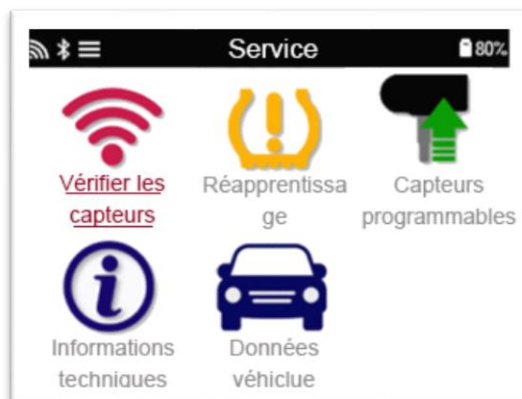 Service
80%
Vérifier les
capteurs
Réapprentissa
ge
Capteurs
programmables
Informations
techniques
Données
véhiclue